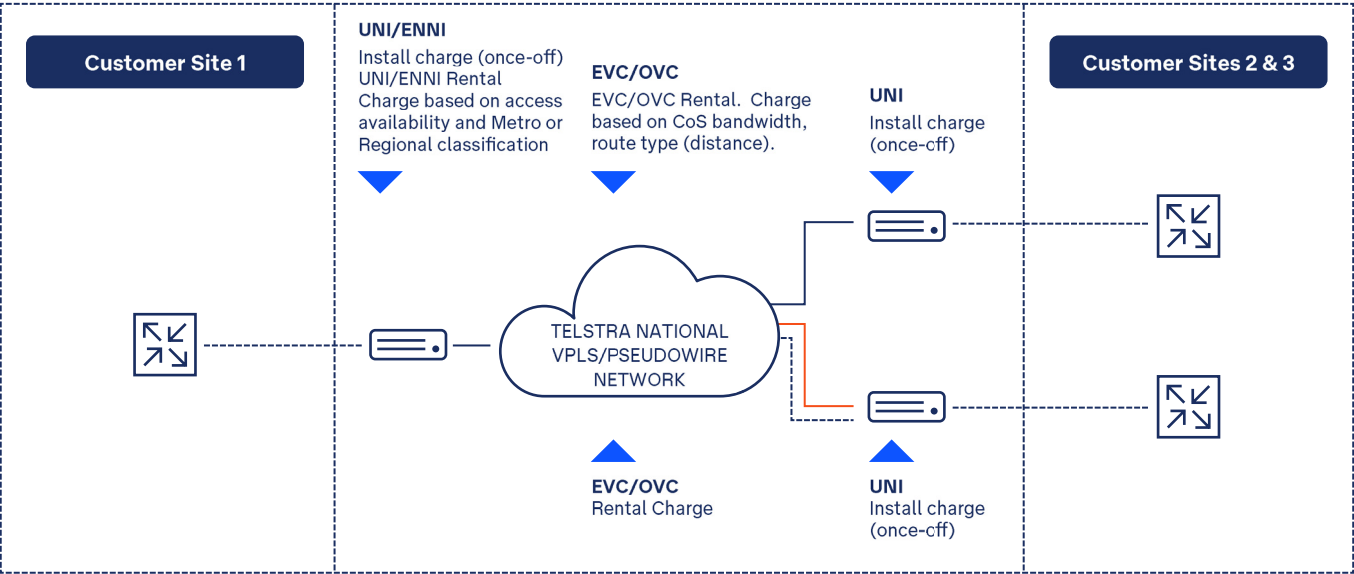 Customer Site 1
UNI/ENNI
Install charge (once-off)
UNI/ENNI Rental
Charge based on access
availability and Metro or
Regional classification
EVC/OVC
EVC/OVC Rental.  Charge
based on CoS bandwidth,
route type (distance).
UNI
Install charge
(once-off)
Customer Sites 2 & 3
TELSTRA NATIONAL
VPLS/PSEUDOWIRE
NETWORK
EVC/OVC
Rental Charge
UNI
Install charge
(once-off)